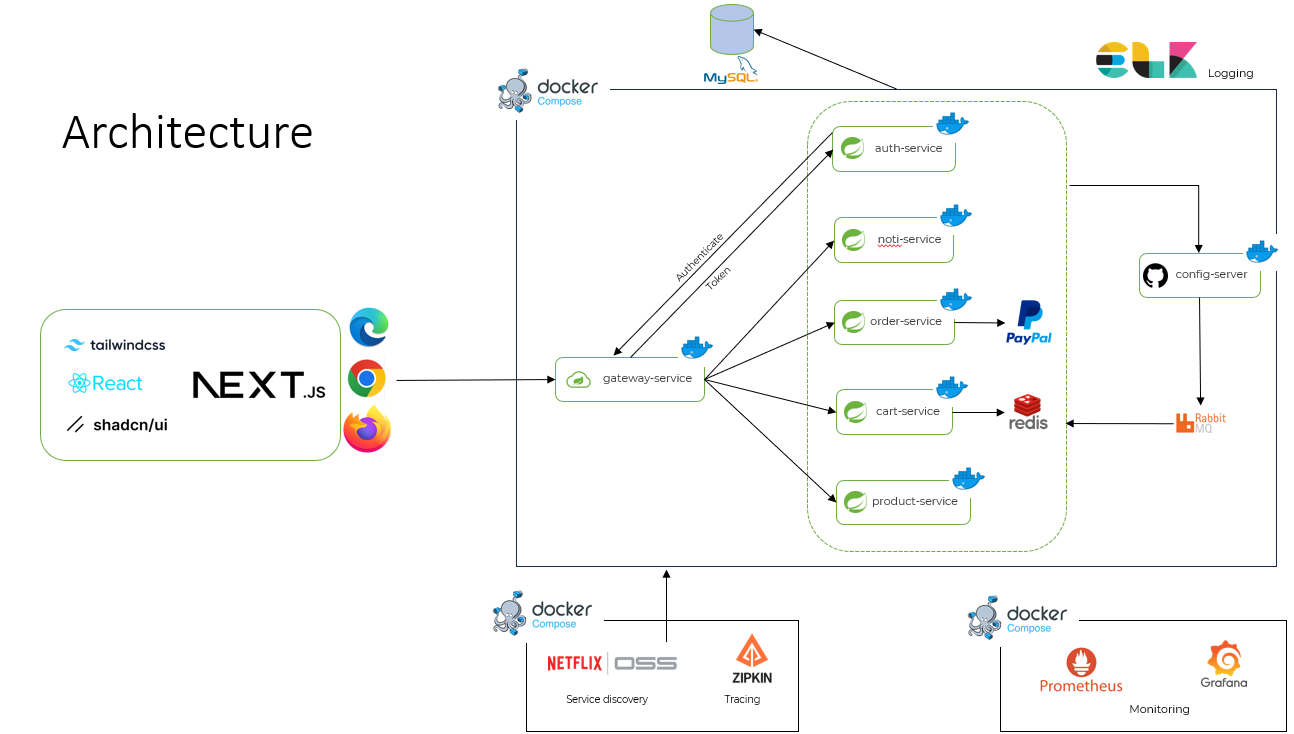 MySQL
ELK
Logging
docker
Compose
Architecture
auth-service
Authenticate
Token
noti-service
config-server
order-service
PayPal
tailwindcss
React
NEXT.JS
shadcn/ui
gateway-service
cart-service
redis
Rabbit
MQ
product-service
docker
Compose
NETFLIX OSS
ZIPKIN
Service discovery
Tracing
docker
Compose
Prometheus
Grafana
Monitoring